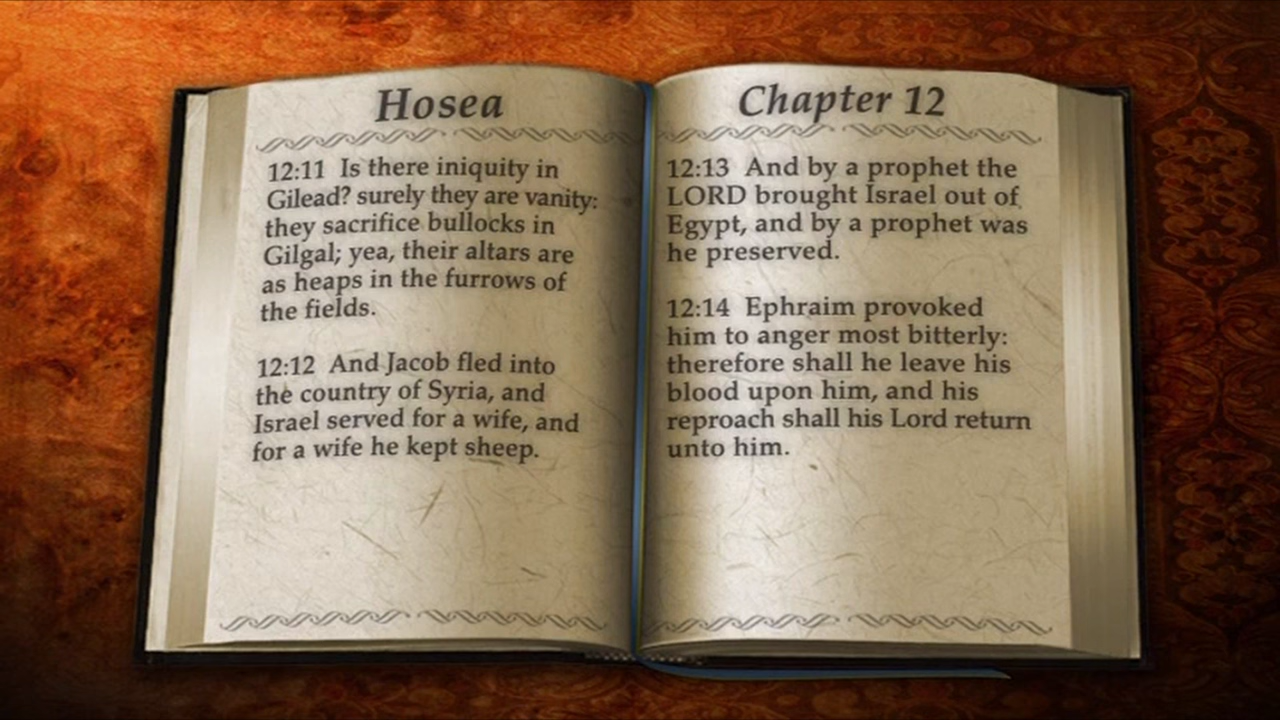 Hosea
12:11 Is there iniquity in
Gilead? surely they are vanity:
they sacrifice bullocks in
Gilgal; yea, their altars are
as heaps in the furrows of
the fields.
12:12 And Jacob fled into
the country of Syria, and
Israel served for a wife, and
for a wife he kept sheep.
Chapter 12
12:13 And by a prophet the
LORD brought Israel out of
Egypt, and by a prophet was
he preserved.
12:14 Ephraim provoked
him to anger most bitterly:
therefore shall he leave his
blood upon him, and his
reproach shall his Lord return
unto him.